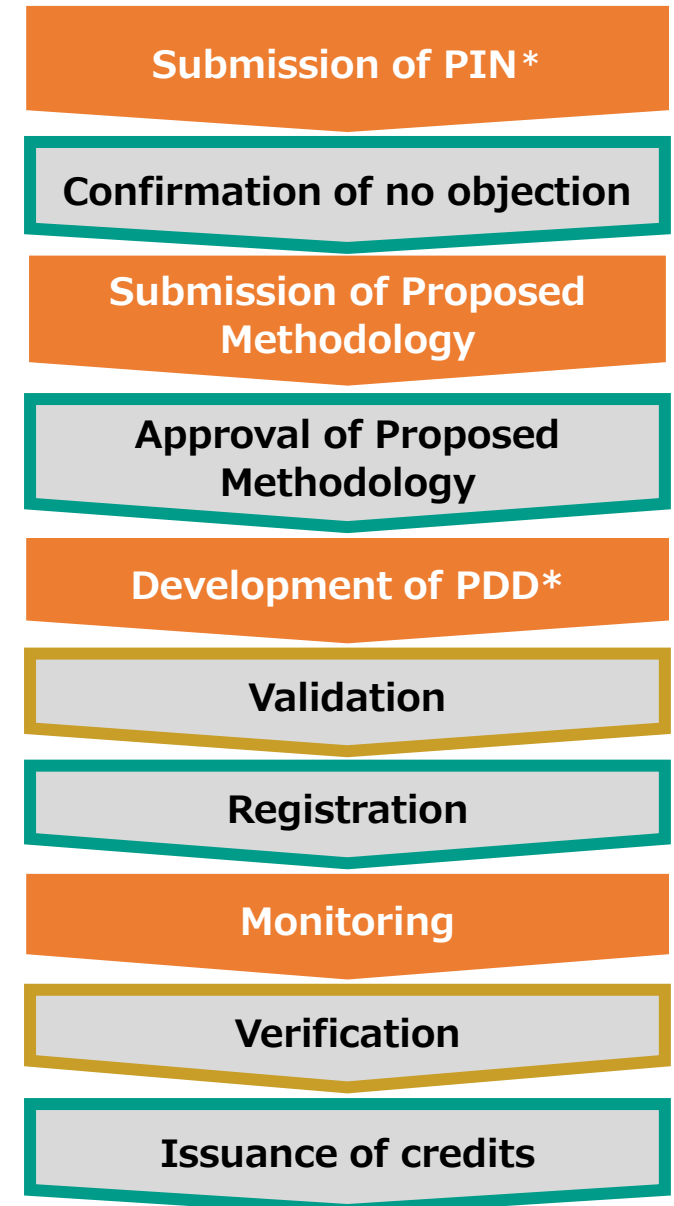 Submission of PIN*
Confirmation of no objection
Submission of Proposed
Methodology
Approval of Proposed
Methodology
Development of PDD*
Validation
Registration
Monitoring
Verification
Issuance of credits